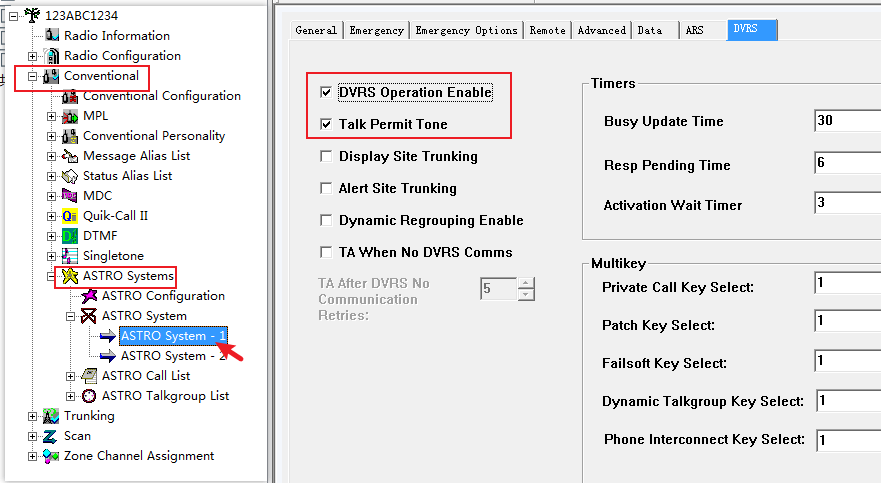 123ABC1234
Radio Information
Radio Configuration
Conventional
Conventional Configuration
MPL
Conventional Personality
Message Alias List
Status Alias List
MDC
Quik-Call II
DTMF
Singletone
ASTRO Systems
ASTRO Configuration
ASTRO System
ASTRO System - 1
ASTRO System - 2
ASTRO Call List
ASTRO Talkgroup List
Trunking
Scan
Zone Channel Assignment
General Emergency Emergency Options Remote Advanced Data ARS DVRS
DVRS Operation Enable
Talk Permit Tone
Display Site Trunking
Alert Site Trunking
Dynamic Regrouping Enable
TA When No DVRS Comms
TA After DVRS No
Communication
Retries:
5
Timers
Busy Update Time 30
Resp Pending Time 6
Activation Wait Timer 3
Multikey
Private Call Key Select: 1
Patch Key Select: 1
Failsoft Key Select: 1
Dynamic Talkgroup Key Select: 1
Phone Interconnect Key Select: 1